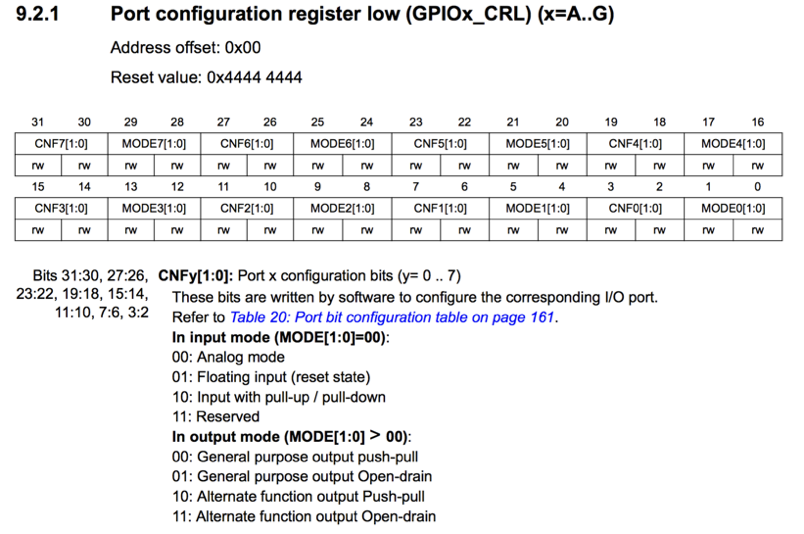 9.2.1 Port configuration register low (GPIOx_CRL) (x=A..G)
Address offset: 0x00
Reset value: 0x4444 4444
31 30 29 28 27 26 25 24 23 22 21 20 19 18 17 16
CNF7[1:0] MODE7[1:0] CNF6[1:0] MODE6[1:0] CNF5[1:0] MODE5[1:0] CNF4[1:0] MODE4[1:0]
rw rw rw rw rw rw rw rw rw rw rw rw rw rw rw rw
15 14 13 12 11 10 9 8 7 6 5 4 3 2 1 0
CNF3[1:0] MODE3[1:0] CNF2[1:0] MODE2[1:0] CNF1[1:0] MODE1[1:0] CNF0[1:0] MODE0[1:0]
rw rw rw rw rw rw rw rw rw rw rw rw rw rw rw rw
Bits 31:30, 27:26, CNFy[1:0]: Port x configuration bits (y= 0 .. 7)
23:22, 19:18, 15:14, These bits are written by software to configure the corresponding I/O port.
11:10, 7:6, 3:2 Refer to Table 20: Port bit configuration table on page 161.
In input mode (MODE[1:0]=00):
00: Analog mode
01: Floating input (reset state)
10: Input with pull-up / pull-down
11: Reserved
In output mode (MODE[1:0] > 00):
00: General purpose output push-pull
01: General purpose output Open-drain
10: Alternate function output Push-pull
11: Alternate function output Open-drain